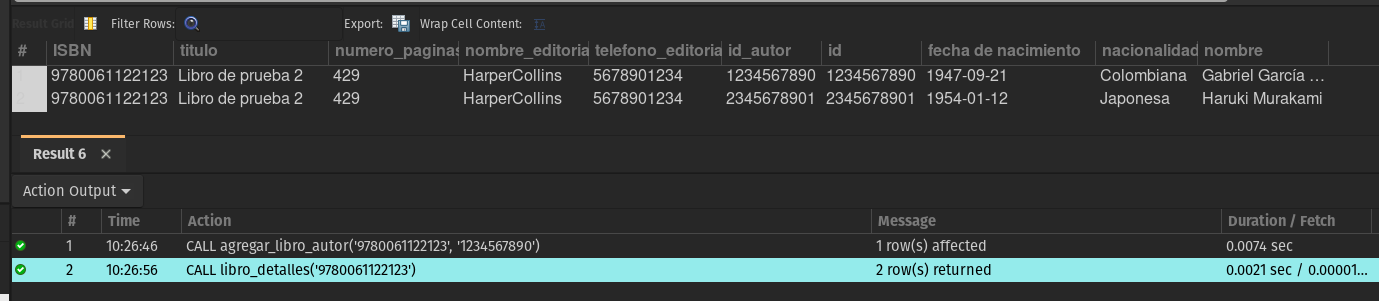 Result Grid Filter Rows: Export: Wrap Cell Content: IA
# ISBN titulo numero_paginas nombre_editoria telefono_editoria id_autor id fecha de nacimiento nacionalidad nombre
1 9780061122123 Libro de prueba 2 429 HarperCollins 5678901234 1234567890 1234567890 1947-09-21 Colombiana Gabriel García ...
2 9780061122123 Libro de prueba 2 429 HarperCollins 5678901234 2345678901 2345678901 1954-01-12 Japonesa Haruki Murakami
Result 6 ×
Action Output
# Time Action Message Duration / Fetch
1 10:26:46 CALL agregar_libro_autor('9780061122123', '1234567890') 1 row(s) affected 0.0074 sec
2 10:26:56 CALL libro_detalles('9780061122123') 2 row(s) returned 0.0021 sec / 0.00001...